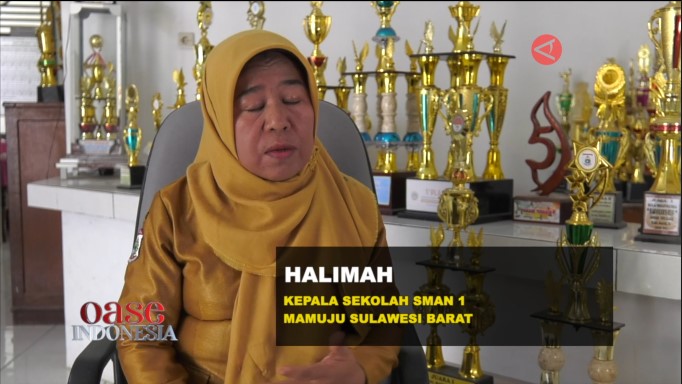 HALIMAH
KEPALA SEKOLAH SMAN 1
MAMUJU SULAWESI BARAT
oase
INDONESIA